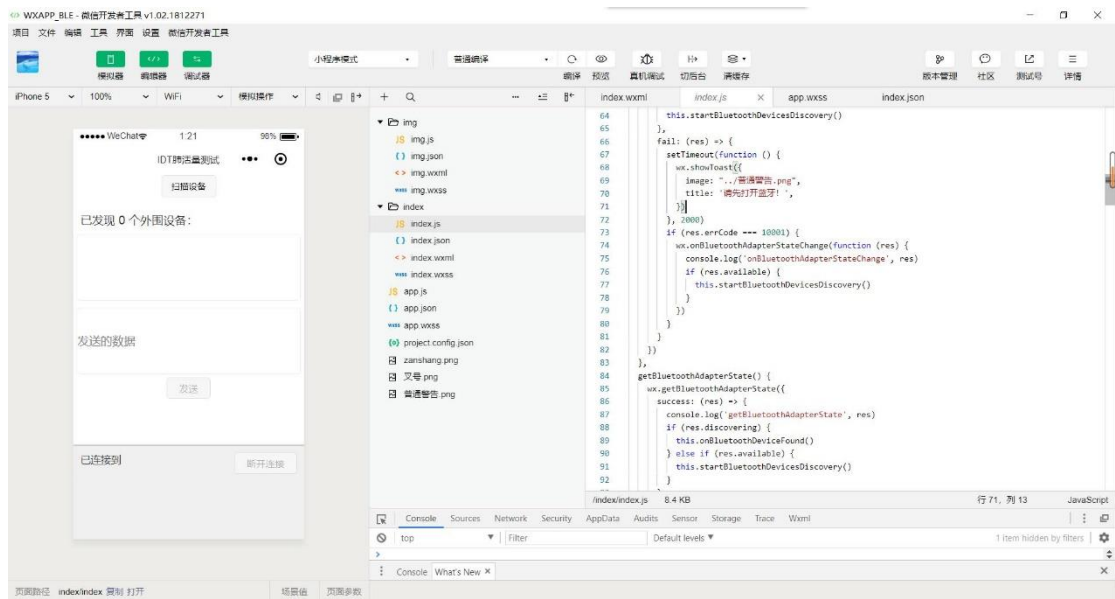 WXAPP_BLE - 微信开发者工具 v1.02.1812271
项目 文件 编辑 工具 界面 设置 微信开发者工具
模拟器 编辑器 调试器
小程序模式 普通编译
编译 预览 真机调试 切后台 清缓存
版本管理 社区 测试号 详情
iPhone 5 100% WiFi 模拟操作
●●●●● WeChat 1:21 98%
IDT肺活量测试
扫描设备
已发现 0 个外围设备:
发送的数据
发送
已连接到 断开连接
img
JS img.js
{ } img.json
< > img.wxml
wxss img.wxss
index
JS index.js
{ } index.json
< > index.wxml
wxss index.wxss
JS app.js
{ } app.json
wxss app.wxss
{o} project.config.json
zanshang.png
叉号.png
普通警告.png
index.wxml index.js × app.wxss index.json
64 this.startBluetoothDevicesDiscovery()
65 },
66 fail: (res) => {
67 setTimeout(function () {
68 wx.showToast({
69 image: "../普通警告.png",
70 title: '请先打开蓝牙! ',
71 })
72 }, 2000)
73 if (res.errCode === 10001) {
74 wx.onBluetoothAdapterStateChange(function (res) {
75 console.log('onBluetoothAdapterStateChange', res)
76 if (res.available) {
77 this.startBluetoothDevicesDiscovery()
78 }
79 })
80 }
81 }
82 })
83 },
84 getBluetoothAdapterState() {
85 wx.getBluetoothAdapterState({
86 success: (res) => {
87 console.log('getBluetoothAdapterState', res)
88 if (res.discovering) {
89 this.onBluetoothDeviceFound()
90 } else if (res.available) {
91 this.startBluetoothDevicesDiscovery()
92 }
/index/index.js 8.4 KB 行 71, 列 13 JavaScript
Console Sources Network Security AppData Audits Sensor Storage Trace Wxml
top Filter Default levels 1 item hidden by filters
Console What's New ×
页面路径 index/index 复制 打开 场景值 页面参数